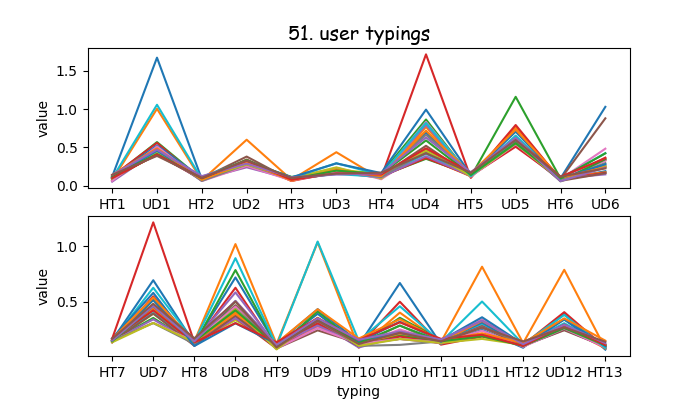 51. user typings
value
1.5
1.0
0.5
0.0
HT1 UD1 HT2 UD2 HT3 UD3 HT4 UD4 HT5 UD5 HT6 UD6
value
1.0
0.5
HT7 UD7 HT8 UD8 HT9 UD9 HT10 UD10 HT11 UD11 HT12 UD12 HT13
typing